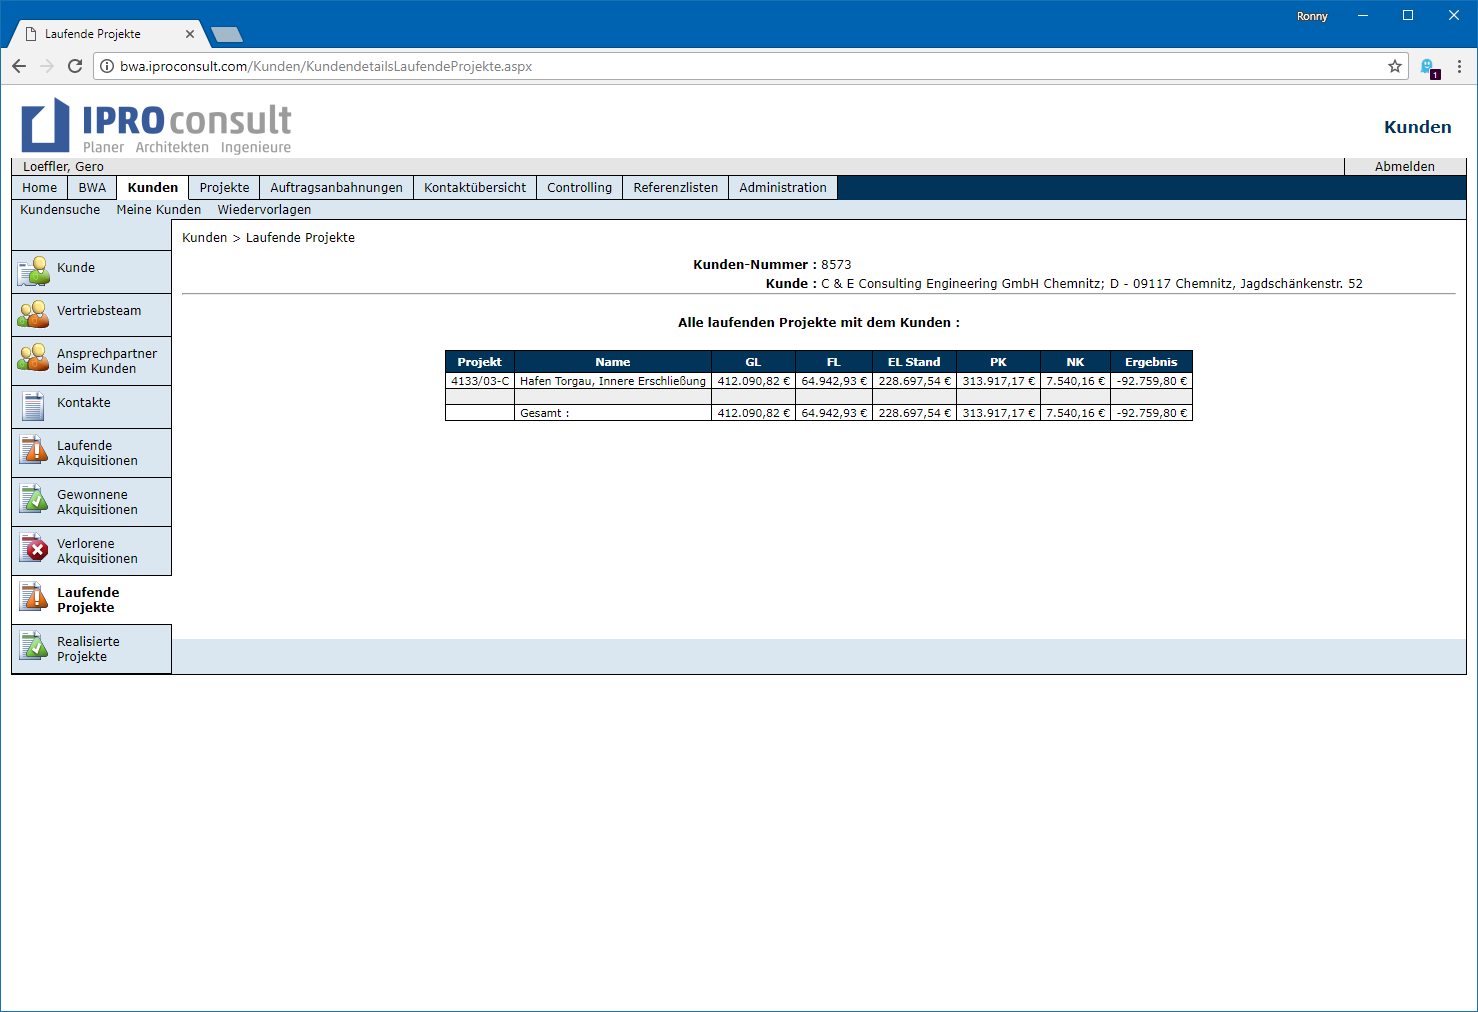 Ronny
Laufende Projekte
bwa.iproconsult.com/Kunden/KundendetailsLaufendeProjekte.aspx
1
IPROconsult
Planer Architekten Ingenieure
Kunden
Loeffler, Gero
Abmelden
Home BWA Kunden Projekte Auftragsanbahnungen Kontaktübersicht Controlling Referenzlisten Administration
Kundensuche Meine Kunden Wiedervorlagen
Kunden > Laufende Projekte
Kunde
Vertriebsteam
Ansprechpartner
beim Kunden
Kontakte
Laufende
Akquisitionen
Gewonnene
Akquisitionen
Verlorene
Akquisitionen
Laufende
Projekte
Realisierte
Projekte
Kunden-Nummer : 8573
Kunde : C & E Consulting Engineering GmbH Chemnitz; D - 09117 Chemnitz, Jagdschänkenstr. 52
Alle laufenden Projekte mit dem Kunden :
Projekt Name GL FL EL Stand PK NK Ergebnis
4133/03-C Hafen Torgau, Innere Erschließung 412.090,82 € 64.942,93 € 228.697,54 € 313.917,17 € 7.540,16 € -92.759,80 €
Gesamt : 412.090,82 € 64.942,93 € 228.697,54 € 313.917,17 € 7.540,16 € -92.759,80 €